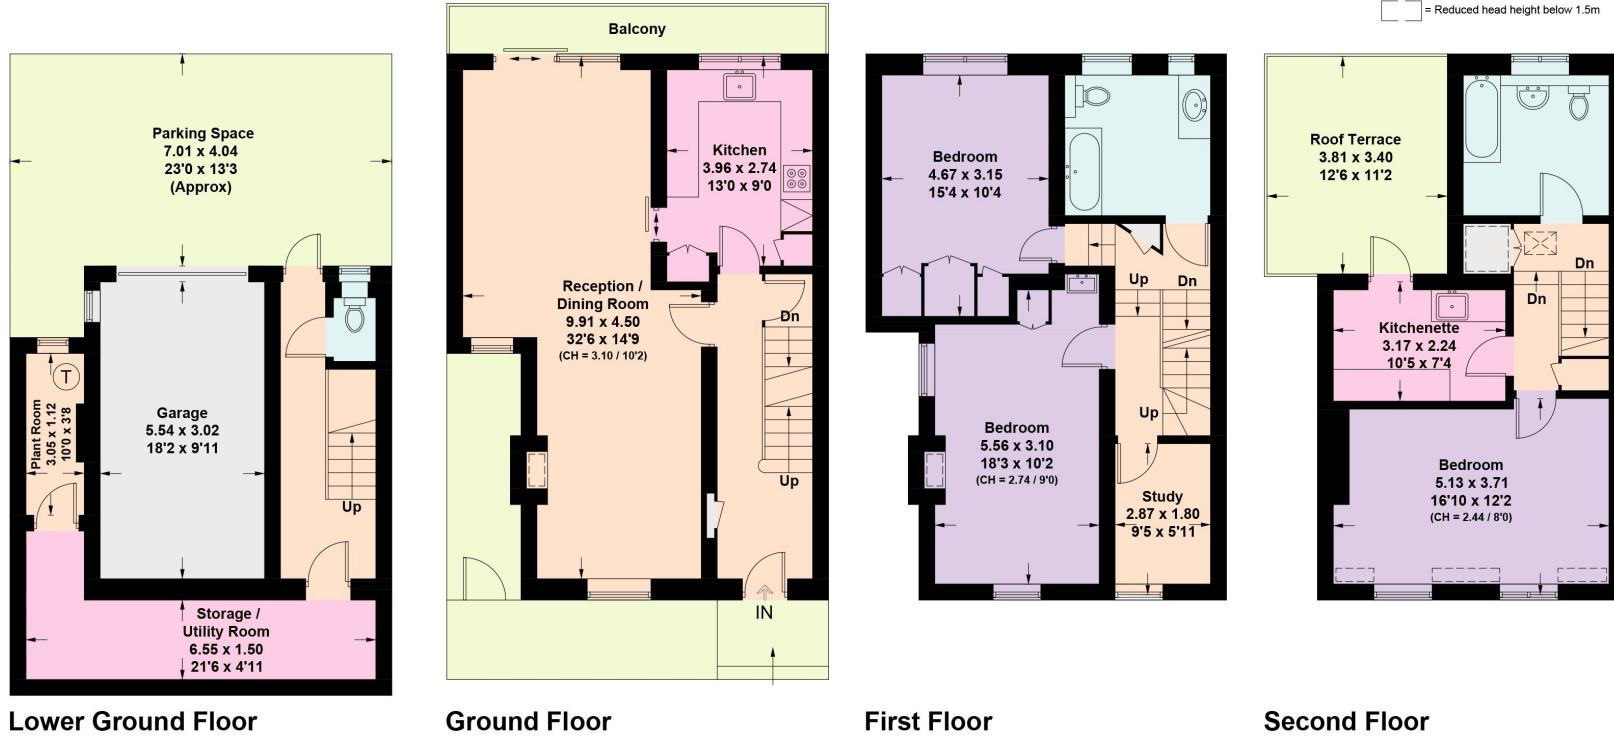 = Reduced head height below 1.5m
Parking Space
7.01 x 4.04
23'0 x 13'3
(Approx)
Plant Room
3.05 x 1.12
10'0 x 3'8
T
Garage
5.54 x 3.02
18'2 x 9'11
Up
Storage /
Utility Room
6.55 x 1.50
21'6 x 4'11
Lower Ground Floor
Balcony
Kitchen
3.96 x 2.74
13'0 x 9'0
Reception /
Dining Room
9.91 x 4.50
32'6 x 14'9
(CH = 3.10 / 10'2)
Dn
Up
IN
Ground Floor
Bedroom
4.67 x 3.15
15'4 x 10'4
Up
Dn
Up
Bedroom
5.56 x 3.10
18'3 x 10'2
(CH = 2.74 / 9'0)
Study
2.87 x 1.80
9'5 x 5'11
First Floor
Roof Terrace
3.81 x 3.40
12'6 x 11'2
Dn
Dn
Kitchenette
3.17 x 2.24
10'5 x 7'4
Bedroom
5.13 x 3.71
16'10 x 12'2
(CH = 2.44 / 8'0)
Second Floor